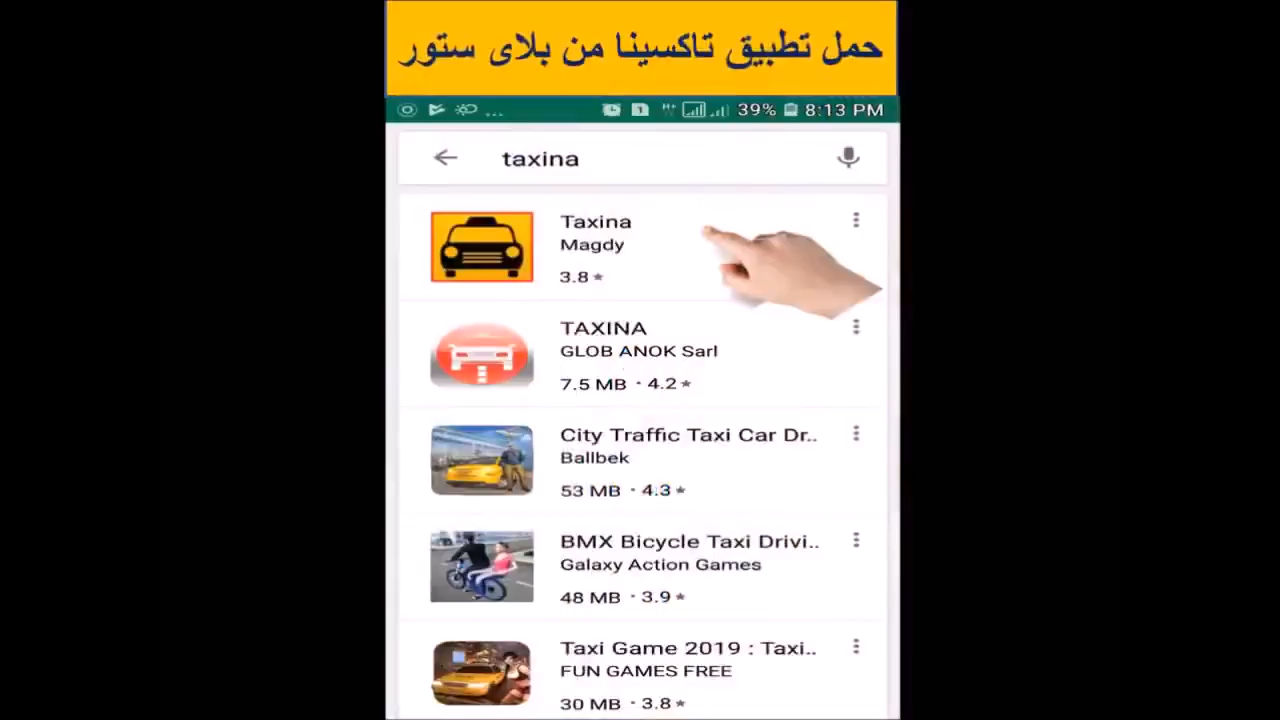 حمل تطبيق تاكسينا من بلاى ستور
... 1 H+ 39% 8:13 PM
taxina
Taxina
Magdy
3.8★
TAXINA
GLOB ANOK Sarl
7.5 MB · 4.2★
City Traffic Taxi Car Dr..
Ballbek
53 MB · 4.3★
BMX Bicycle Taxi Drivi..
Galaxy Action Games
48 MB · 3.9★
Taxi Game 2019 : Taxi..
FUN GAMES FREE
30 MB · 3.8★